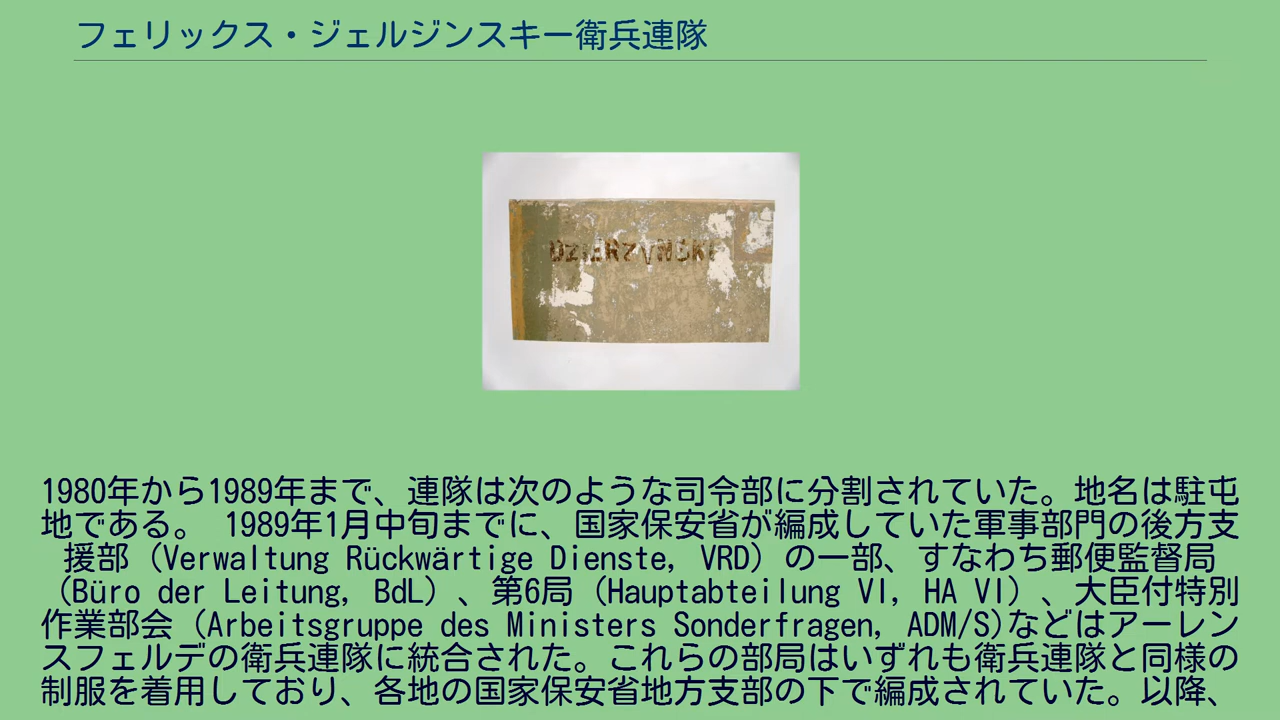 フェリックス・ジェルジンスキー衛兵連隊
DZIERZYNSKI
1980年から1989年まで、連隊は次のような司令部に分割されていた。地名は駐屯
地である。 1989年1月中旬までに、国家保安省が編成していた軍事部門の後方支
援部（Verwaltung Rückwärtige Dienste, VRD）の一部、すなわち郵便監督局
（Büro der Leitung, BdL）、第6局（Hauptabteilung VI, HA VI）、大臣付特別
作業部会（Arbeitsgruppe des Ministers Sonderfragen, ADM/S)などはアーレン
スフェルデの衛兵連隊に統合された。これらの部局はいずれも衛兵連隊と同様の
制服を着用しており、各地の国家保安省地方支部の下で編成されていた。以降、